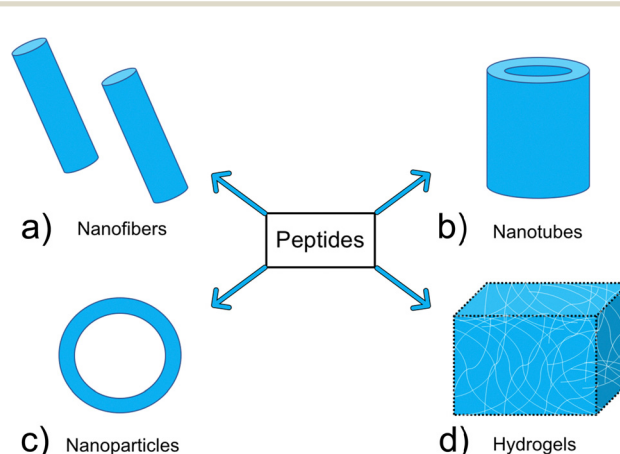 a) Nanofibers
Peptides
b) Nanotubes
c) Nanoparticles
d) Hydrogels